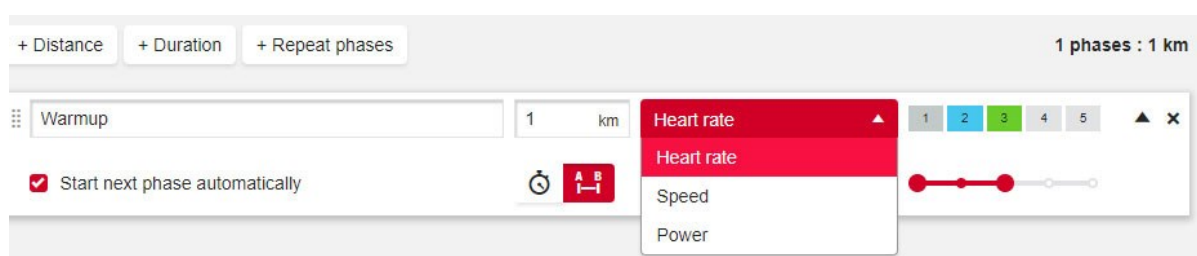 + Distance + Duration + Repeat phases 1 phases : 1 km
Warmup 1 km Heart rate 1 2 3 4 5
Heart rate
Start next phase automatically A B
Speed
Power